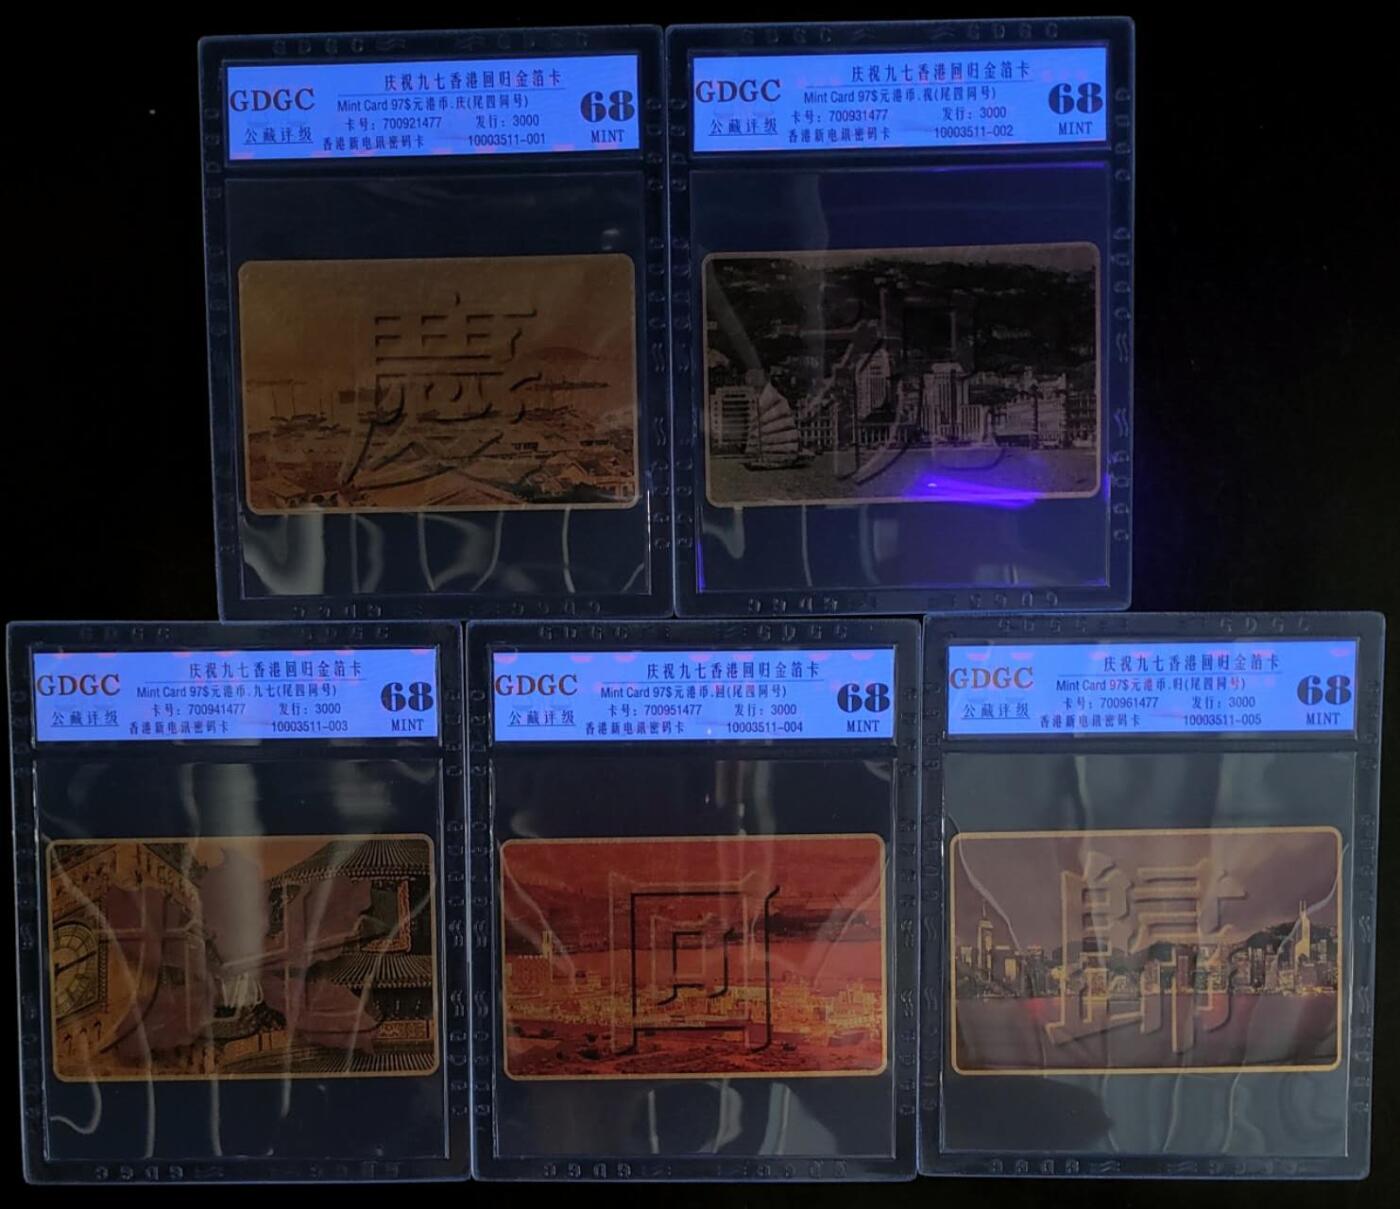 GDGC
公藏评级
庆祝九七香港回归金箔卡
Mint Card 97$元港币.庆(尾四同号)
卡号：700921477 发行：3000
香港新电讯密码卡 10003511-001
68
MINT
慶
GDGC
公藏评级
庆祝九七香港回归金箔卡
Mint Card 97$元港币.祝(尾四同号)
卡号：700931477 发行：3000
香港新电讯密码卡 10003511-002
68
MINT
祝
GDGC
公藏评级
庆祝九七香港回归金箔卡
Mint Card 97$元港币.九七(尾四同号)
卡号：700941477 发行：3000
香港新电讯密码卡 10003511-003
68
MINT
九七
GDGC
公藏评级
庆祝九七香港回归金箔卡
Mint Card 97$元港币.回(尾四同号)
卡号：700951477 发行：3000
香港新电讯密码卡 10003511-004
68
MINT
回
GDGC
公藏评级
庆祝九七香港回归金箔卡
Mint Card 97$元港币.归(尾四同号)
卡号：700961477 发行：3000
香港新电讯密码卡 10003511-005
68
MINT
歸